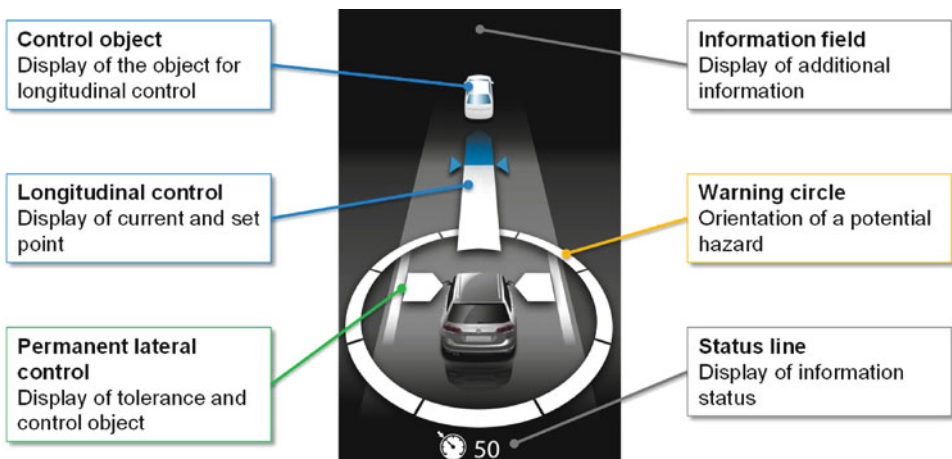 Control object
Display of the object for
longitudinal control
Longitudinal control
Display of current and set
point
Permanent lateral
control
Display of tolerance and
control object
Information field
Display of additional
information
Warning circle
Orientation of a potential
hazard
Status line
Display of information
status
50